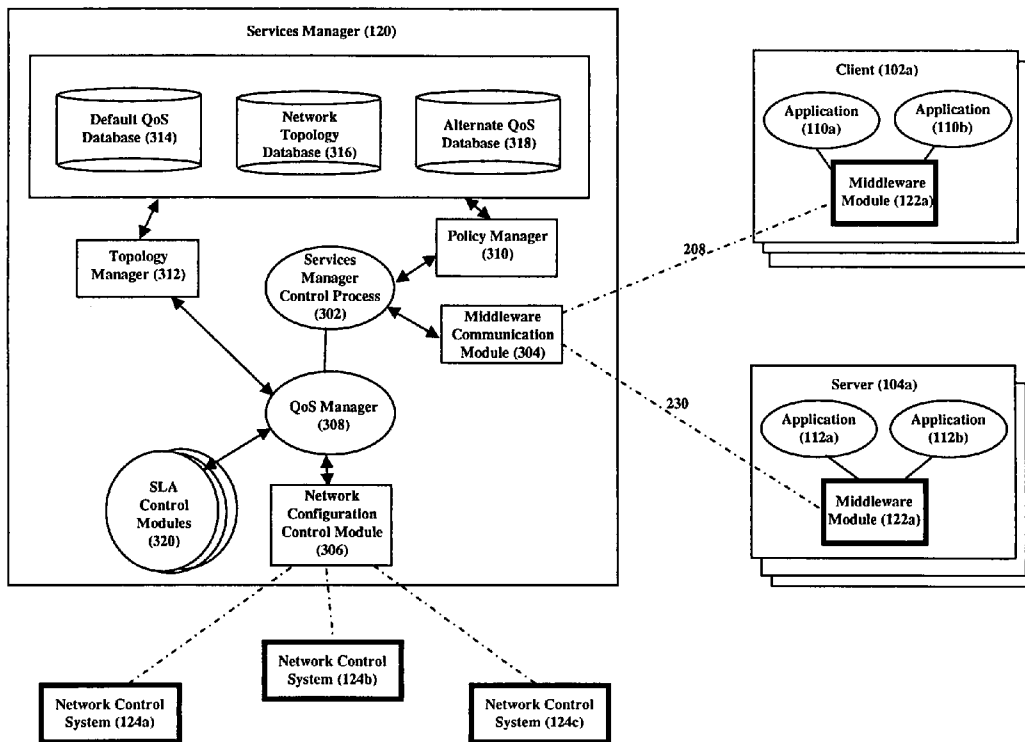 Services Manager (120)
Default QoS
Database (314)
Network
Topology
Database (316)
Alternate QoS
Database (318)
Topology
Manager (312)
Services
Manager
Control Process
(302)
Policy Manager
(310)
Middleware
Communication
Module (304)
QoS Manager
(308)
SLA
Control
Modules
(320)
Network
Configuration
Control Module
(306)
Network Control
System (124a)
Network Control
System (124b)
Network Control
System (124c)
208
230
Client (102a)
Application
(110a)
Application
(110b)
Middleware
Module (122a)
Server (104a)
Application
(112a)
Application
(112b)
Middleware
Module (122a)